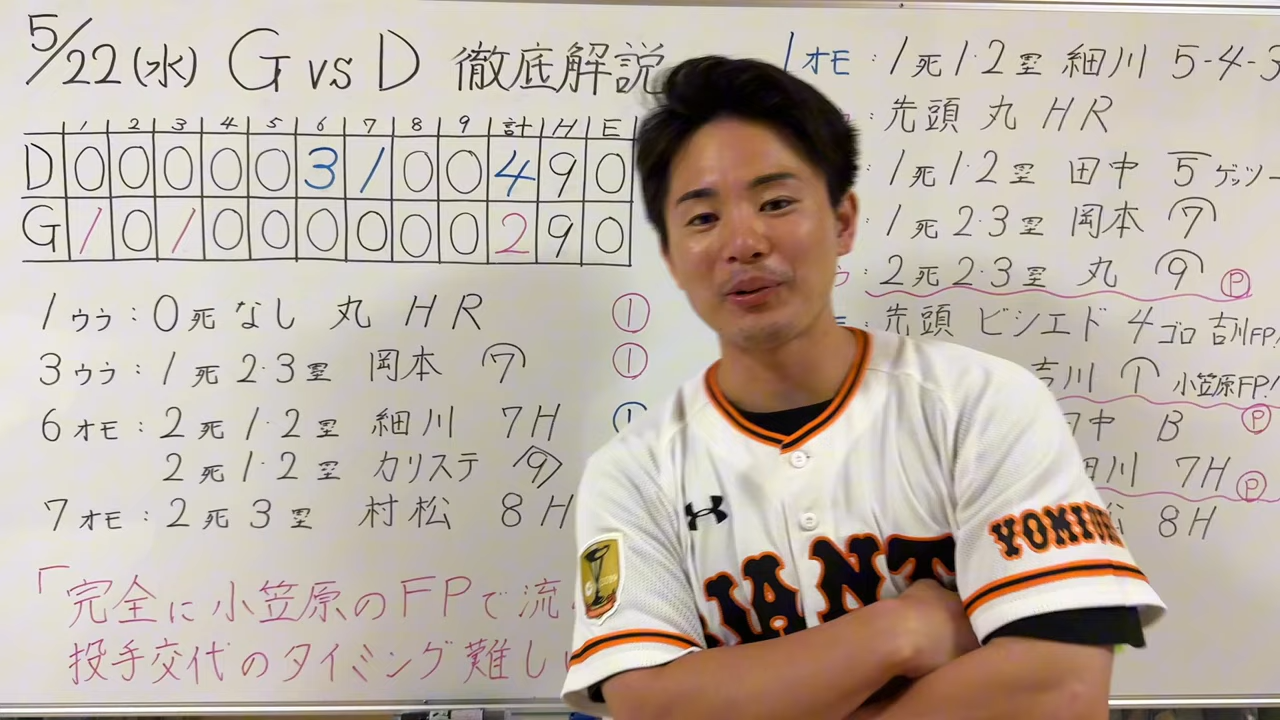 5/22(水) G vs D 徹底解説
1 2 3 4 5 6 7 8 9 計 H E
D 0 0 0 0 0 3 1 0 0 4 9 0
G 1 0 1 0 0 0 0 0 0 2 9 0
1ウラ:0死なし 丸 HR ①
3ウラ:1死2・3塁 岡本 7 ①
6オモ:2死1・2塁 細川 7H ①
2死1・2塁 カリステ 9
7オモ:2死3塁 村松 8H
「完全に小笠原のFPで流
投手交代のタイミング難し
1オモ:1死1・2塁 細川 5-4-3
:先頭 丸 HR
:1死1・2塁 田中 5ゲッツー
:1死2・3塁 岡本 7
:2死2・3塁 丸 9 Ⓟ
:先頭 ビシエド 4ゴロ 吉川FP!
吉川 1 小笠原FP!
田中 B Ⓟ
細川 7H Ⓟ
8H
GIANTS
YOMIURI